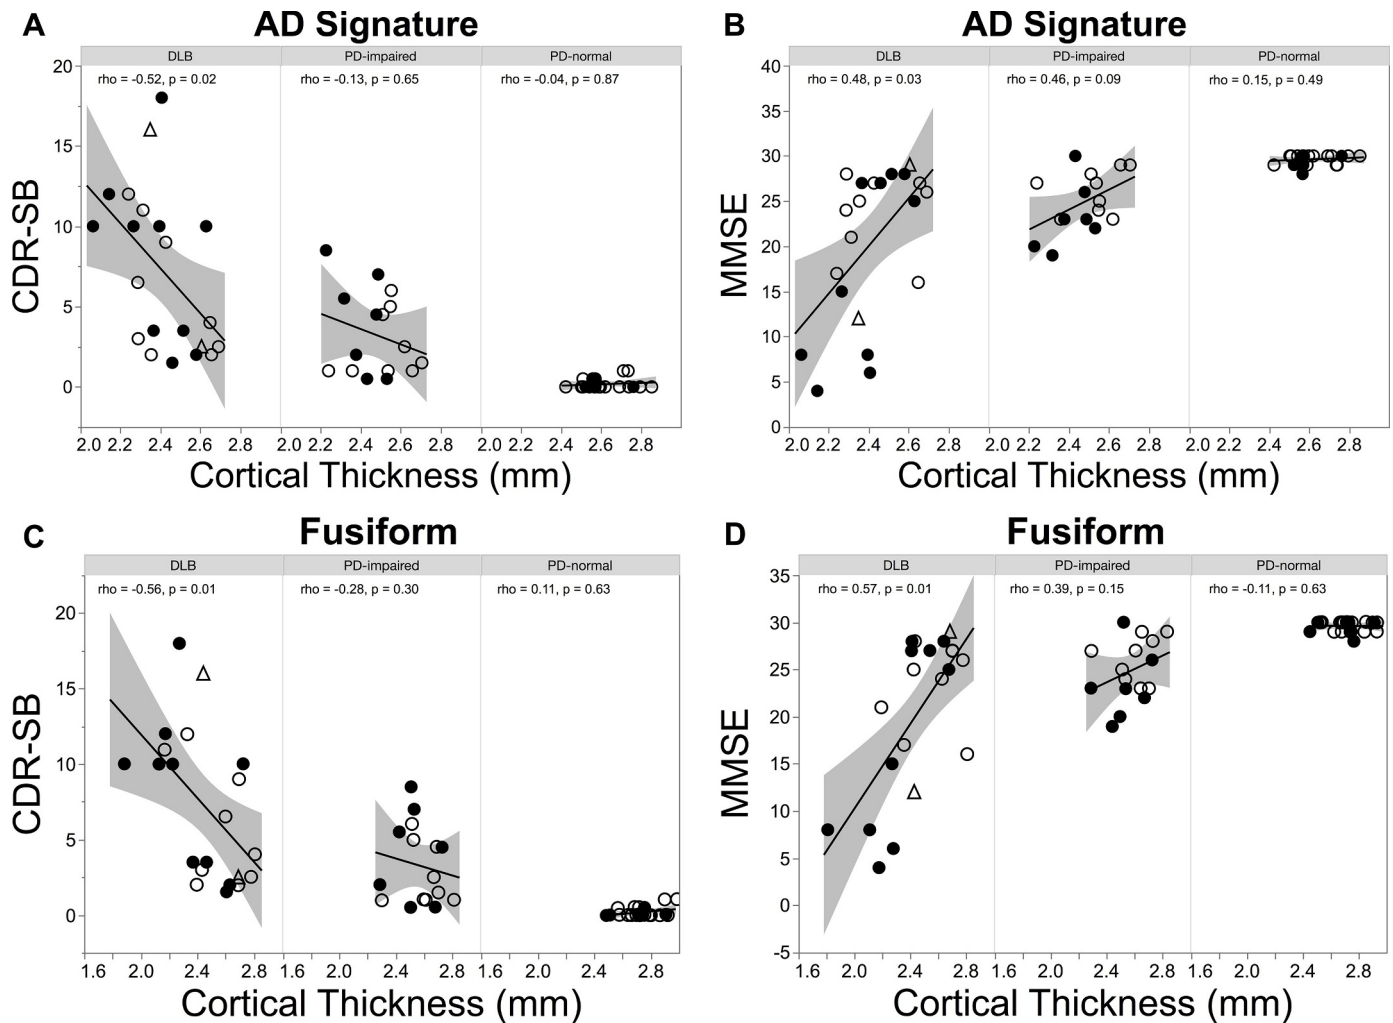 A AD Signature
DLB PD-impaired PD-normal
rho = -0.52, p = 0.02 rho = -0.13, p = 0.65 rho = -0.04, p = 0.87
20
15
10
5
0
CDR-SB
2.0 2.2 2.4 2.6 2.8 2.0 2.2 2.4 2.6 2.8 2.0 2.2 2.4 2.6 2.8
Cortical Thickness (mm)
B AD Signature
DLB PD-impaired PD-normal
rho = 0.48, p = 0.03 rho = 0.46, p = 0.09 rho = 0.15, p = 0.49
40
35
30
25
20
15
10
5
0
MMSE
2.0 2.2 2.4 2.6 2.8 2.0 2.2 2.4 2.6 2.8 2.0 2.2 2.4 2.6 2.8
Cortical Thickness (mm)
C Fusiform
DLB PD-impaired PD-normal
rho = -0.56, p = 0.01 rho = -0.28, p = 0.30 rho = 0.11, p = 0.63
20
15
10
5
0
CDR-SB
1.6 2.0 2.4 2.8 1.6 2.0 2.4 2.8 1.6 2.0 2.4 2.8
Cortical Thickness (mm)
D Fusiform
DLB PD-impaired PD-normal
rho = 0.57, p = 0.01 rho = 0.39, p = 0.15 rho = -0.11, p = 0.63
35
30
25
20
15
10
5
0
-5
MMSE
1.6 2.0 2.4 2.8 1.6 2.0 2.4 2.8 1.6 2.0 2.4 2.8
Cortical Thickness (mm)